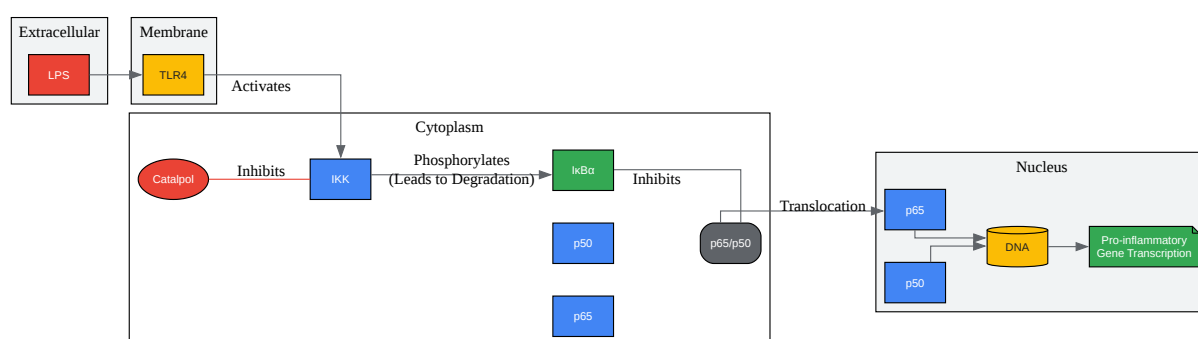 Extracellular
LPS
Membrane
TLR4
Activates
Cytoplasm
Catalpol
Inhibits
IKK
Phosphorylates
(Leads to Degradation)
IκBα
Inhibits
p50
p65
p65/p50
Translocation
Nucleus
p65
p50
DNA
Pro-inflammatory
Gene Transcription